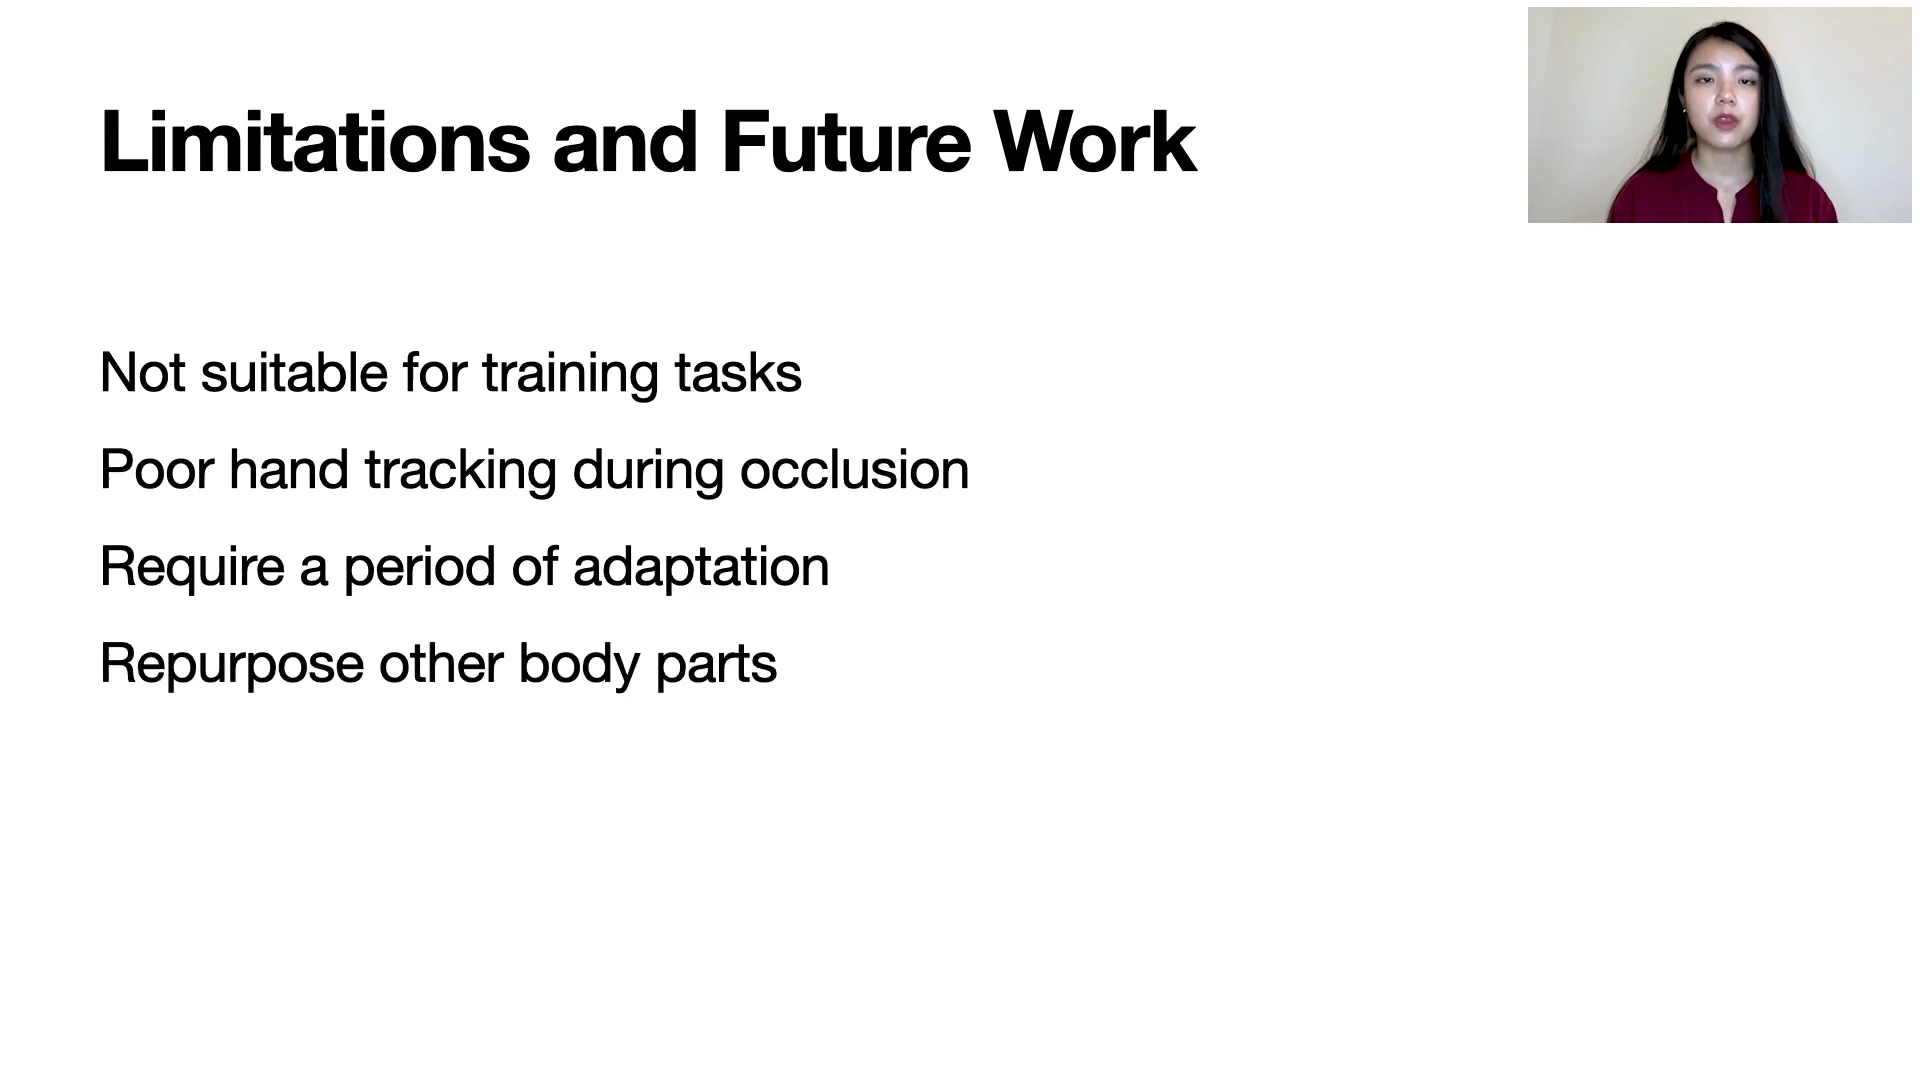 Limitations and Future Work
Not suitable for training tasks
Poor hand tracking during occlusion
Require a period of adaptation
Repurpose other body parts